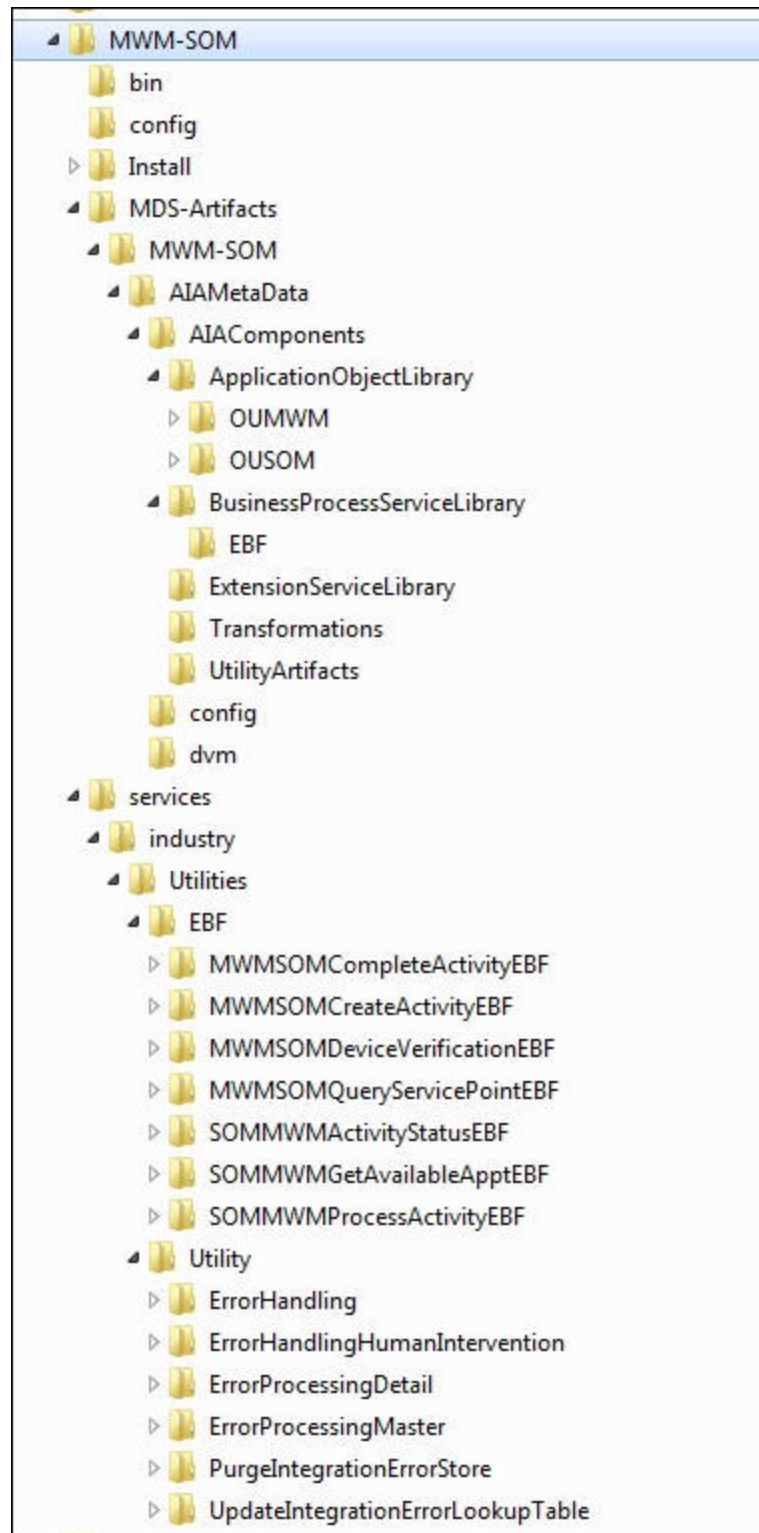 MWM-SOM
bin
config
Install
MDS-Artifacts
MWM-SOM
AIAMetaData
AIAComponents
ApplicationObjectLibrary
OUMWM
OUSOM
BusinessProcessServiceLibrary
EBF
ExtensionServiceLibrary
Transformations
UtilityArtifacts
config
dvm
services
industry
Utilities
EBF
MWMSOMCompleteActivityEBF
MWMSOMCreateActivityEBF
MWMSOMDeviceVerificationEBF
MWMSOMQueryServicePointEBF
SOMMWMActivityStatusEBF
SOMMWMGetAvailableApptEBF
SOMMWMProcessActivityEBF
Utility
ErrorHandling
ErrorHandlingHumanIntervention
ErrorProcessingDetail
ErrorProcessingMaster
PurgeIntegrationErrorStore
UpdateIntegrationErrorLookupTable